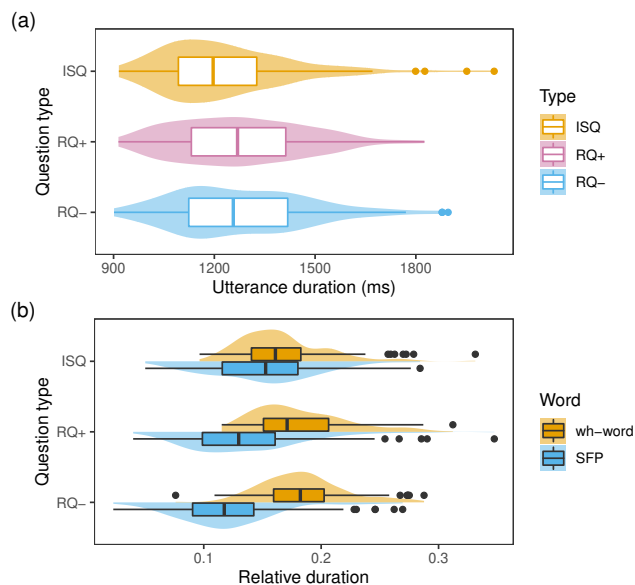 (a)
Question type
ISQ
RQ+
RQ−
900 1200 1500 1800
Utterance duration (ms)
Type
ISQ
RQ+
RQ−
(b)
Question type
ISQ
RQ+
RQ−
0.1 0.2 0.3
Relative duration
Word
wh−word
SFP